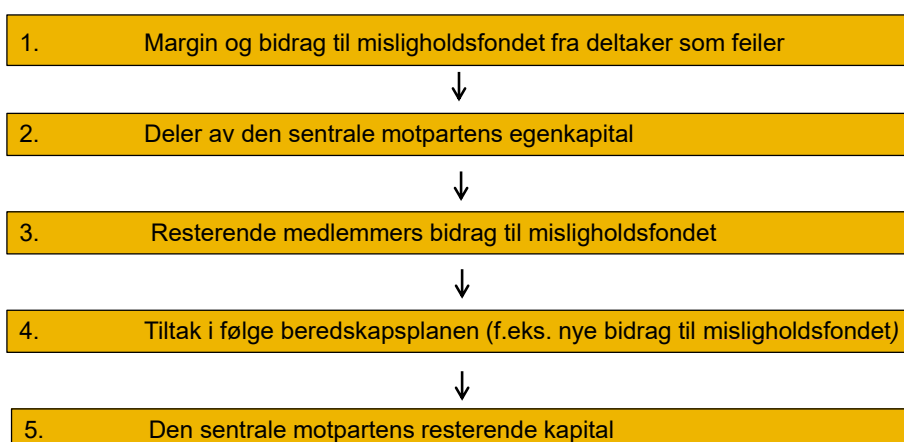 1. Margin og bidrag til misligholdsfondet fra deltaker som feiler
2. Deler av den sentrale motpartens egenkapital
3. Resterende medlemmers bidrag til misligholdsfondet
4. Tiltak i følge beredskapsplanen (f.eks. nye bidrag til misligholdsfondet)
5. Den sentrale motpartens resterende kapital